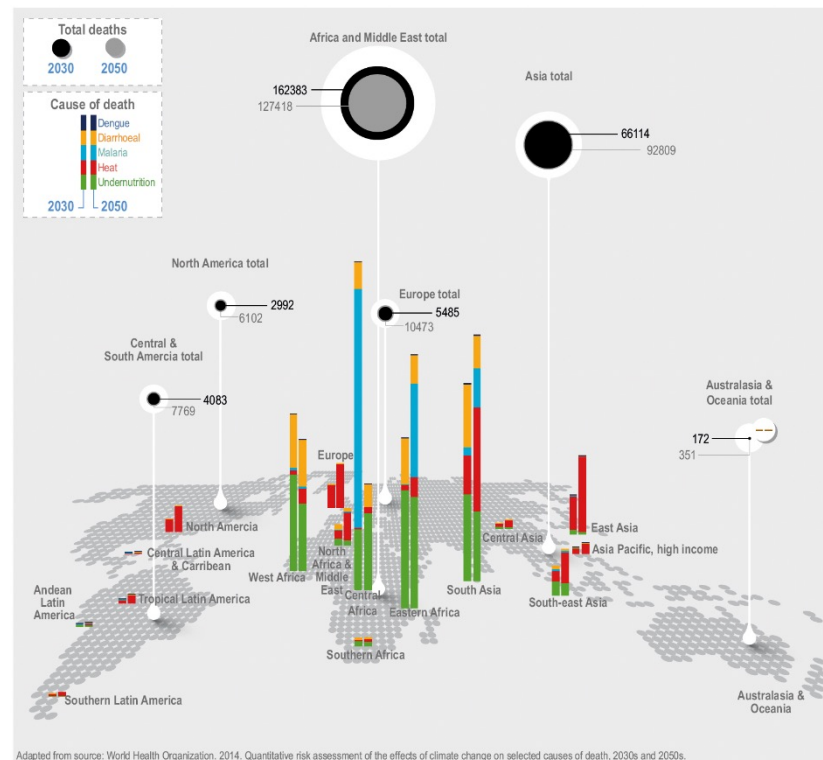 Total deaths
2030 2050
Cause of death
Dengue
Diarrhoeal
Malaria
Heat
Undernutrition
2030 2050
Africa and Middle East total
162383
127418
Asia total
66114
92809
North America total
2992
6102
Europe total
5485
10473
Central &
South Amercia total
4083
7769
Australasia &
Oceania total
172
351
Europe
North Amercia
East Asia
Central Asia
Asia Pacific, high income
Central Latin America
& Carribean
North
Africa &
Middle
East
West Africa
Central
Africa
Eastern Africa
South Asia
South-east Asia
Andean
Latin
America
Tropical Latin America
Southern Africa
Southern Latin America
Australasia &
Oceania
Adapted from source: World Health Organization. 2014. Quantitative risk assessment of the effects of climate change on selected causes of death, 2030s and 2050s.